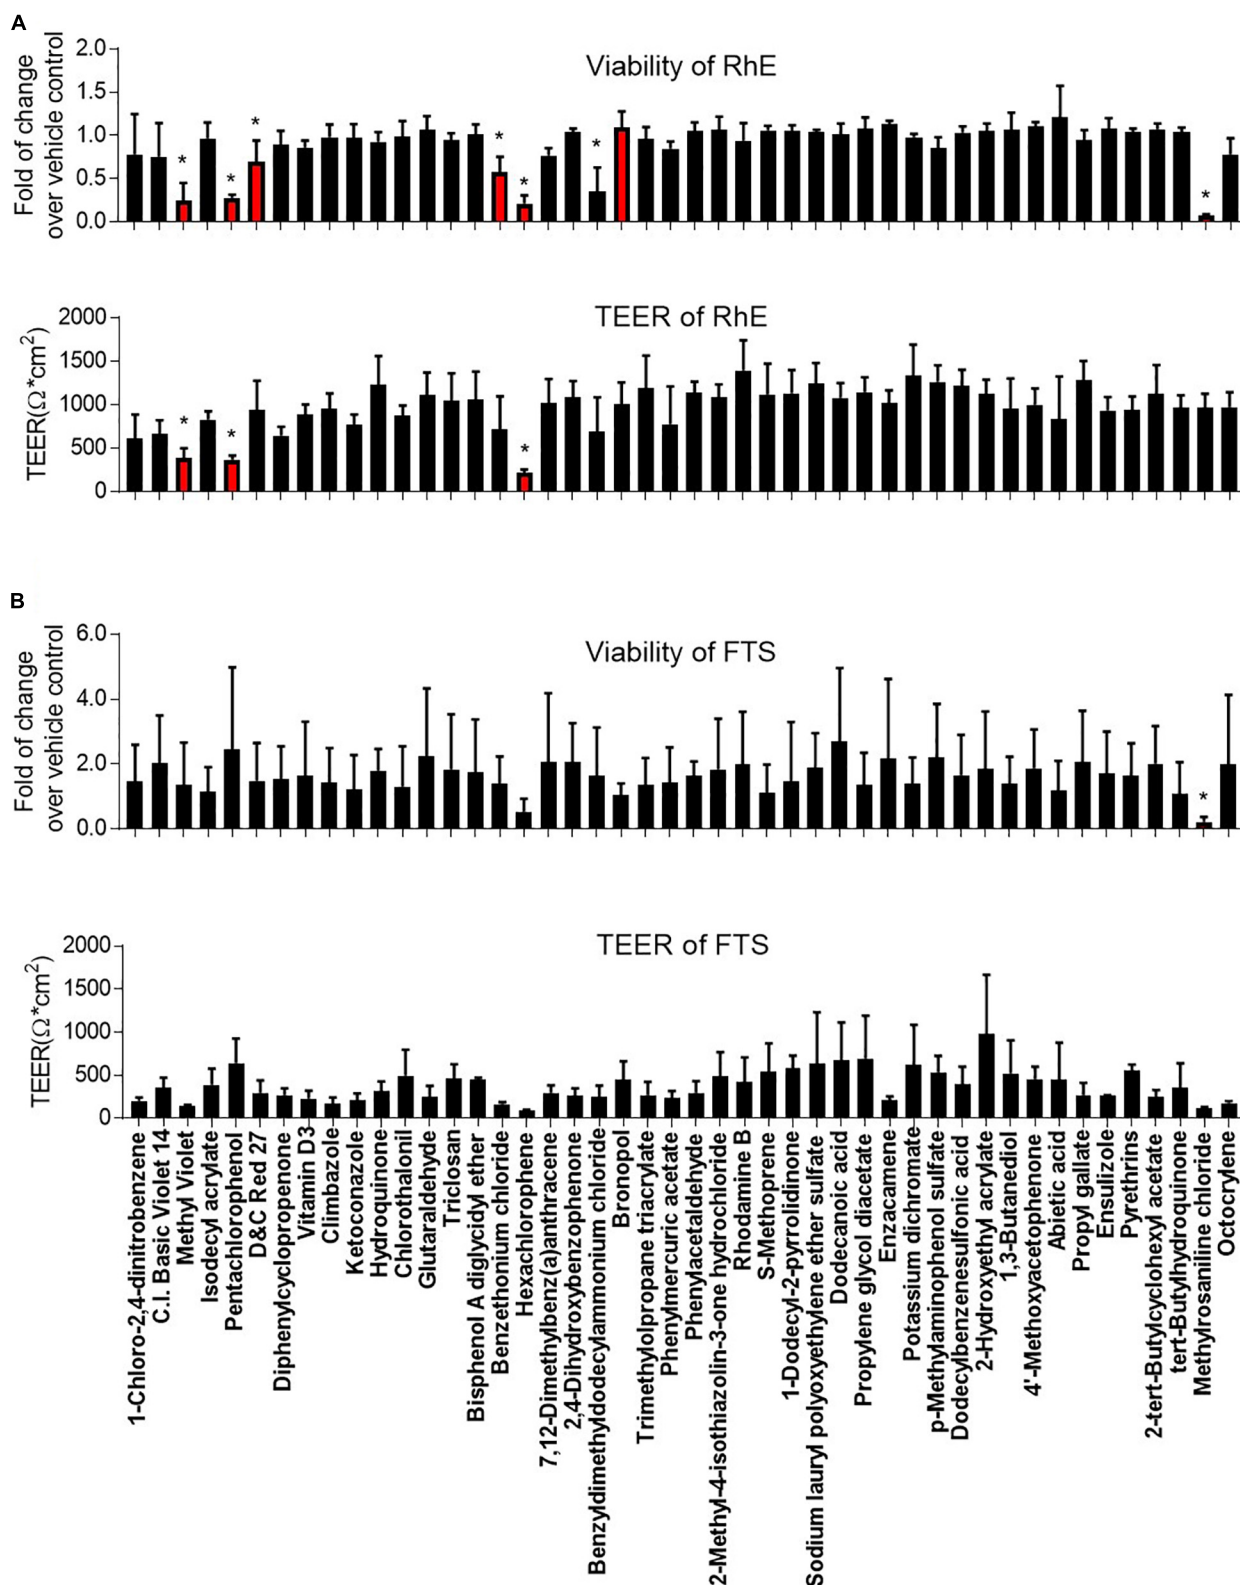 A
Viability of RhE
Fold of change
over vehicle control
2.0
1.5
1.0
0.5
0.0
* * * * * * *
TEER of RhE
TEER(Ω*cm2)
2000
1500
1000
500
0
* * *
B
Viability of FTS
Fold of change
over vehicle control
6.0
4.0
2.0
0.0
*
TEER of FTS
TEER(Ω*cm2)
2000
1500
1000
500
0
1-Chloro-2,4-dinitrobenzene
C.I. Basic Violet 14
Methyl Violet
Isodecyl acrylate
Pentachlorophenol
D&C Red 27
Diphenylcyclopropenone
Vitamin D3
Climbazole
Ketoconazole
Hydroquinone
Chlorothalonil
Glutaraldehyde
Triclosan
Bisphenol A diglycidyl ether
Benzethonium chloride
Hexachlorophene
7,12-Dimethylbenz(a)anthracene
2,4-Dihydroxybenzophenone
Benzyldimethyldodecylammonium chloride
Bronopol
Trimethylolpropane triacrylate
Phenylmercuric acetate
Phenylacetaldehyde
2-Methyl-4-isothiazolin-3-one hydrochloride
Rhodamine B
S-Methoprene
1-Dodecyl-2-pyrrolidinone
Sodium lauryl polyoxyethylene ether sulfate
Dodecanoic acid
Propylene glycol diacetate
Enzacamene
Potassium dichromate
p-Methylaminophenol sulfate
Dodecylbenzenesulfonic acid
2-Hydroxyethyl acrylate
1,3-Butanediol
4'-Methoxyacetophenone
Abietic acid
Propyl gallate
Ensulizole
Pyrethrins
2-tert-Butylcyclohexyl acetate
tert-Butylhydroquinone
Methylrosaniline chloride
Octocrylene